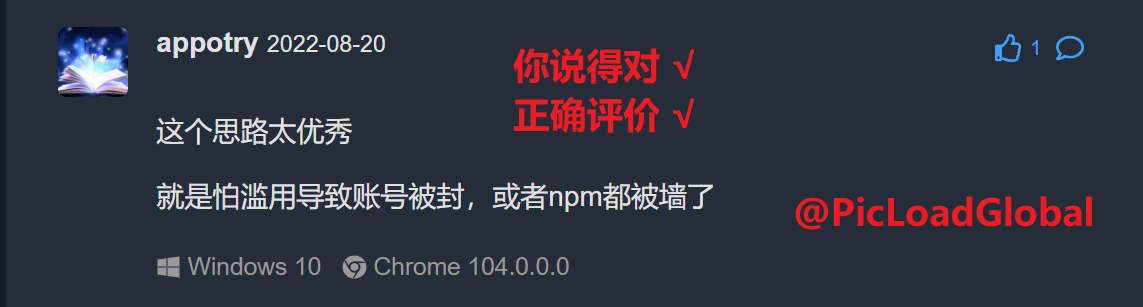 appotry 2022-08-20
1
你说得对 √
正确评价 √
这个思路太优秀
就是怕滥用导致账号被封，或者npm都被墙了
@PicLoadGlobal
Windows 10 Chrome 104.0.0.0